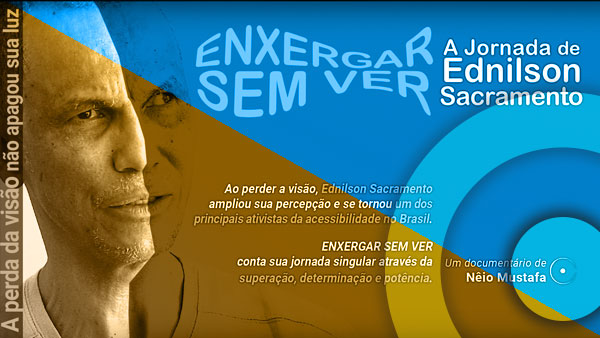 A perda da visão não apagou sua luz
ENXERGAR
SEM VER
A Jornada de
Ednilson
Sacramento
Ao perder a visão, Ednilson Sacramento
ampliou sua percepção e se tornou um dos
principais ativistas da acessibilidade no Brasil.
ENXERGAR SEM VER
conta sua jornada singular através da
superação, determinação e potência.
Um documentário de
Nêio Mustafa